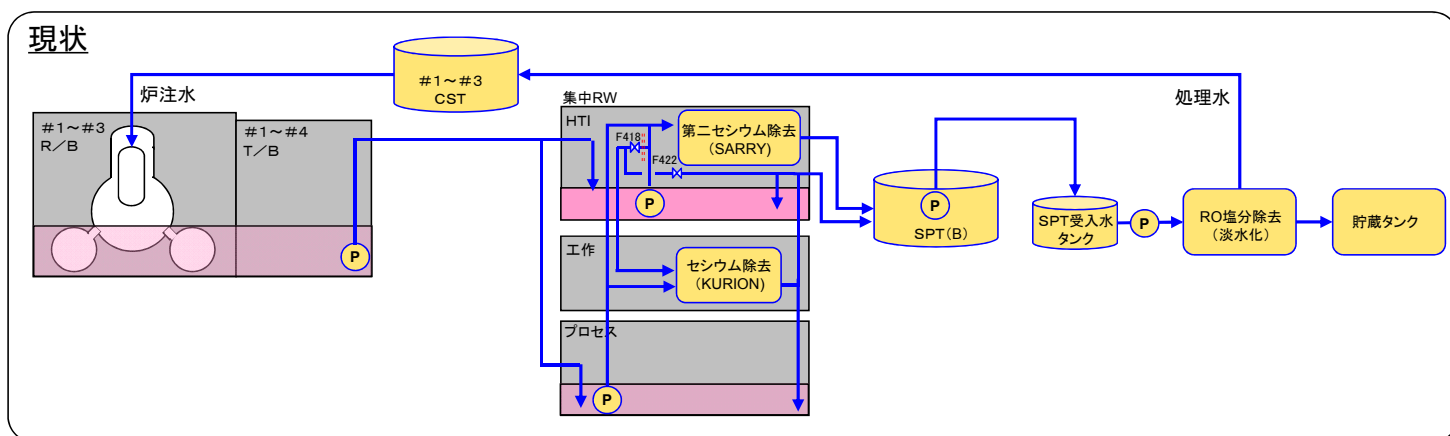 現状
#1~#3
CST
炉注水
処理水
集中RW
#1~#3
R/B
#1~#4
T/B
HTI
F418
F422
第二セシウム除去
(SARRY)
P
P
P
SPT(B)
SPT受入水
タンク
P
RO塩分除去
(淡水化)
貯蔵タンク
工作
セシウム除去
(KURION)
プロセス
P